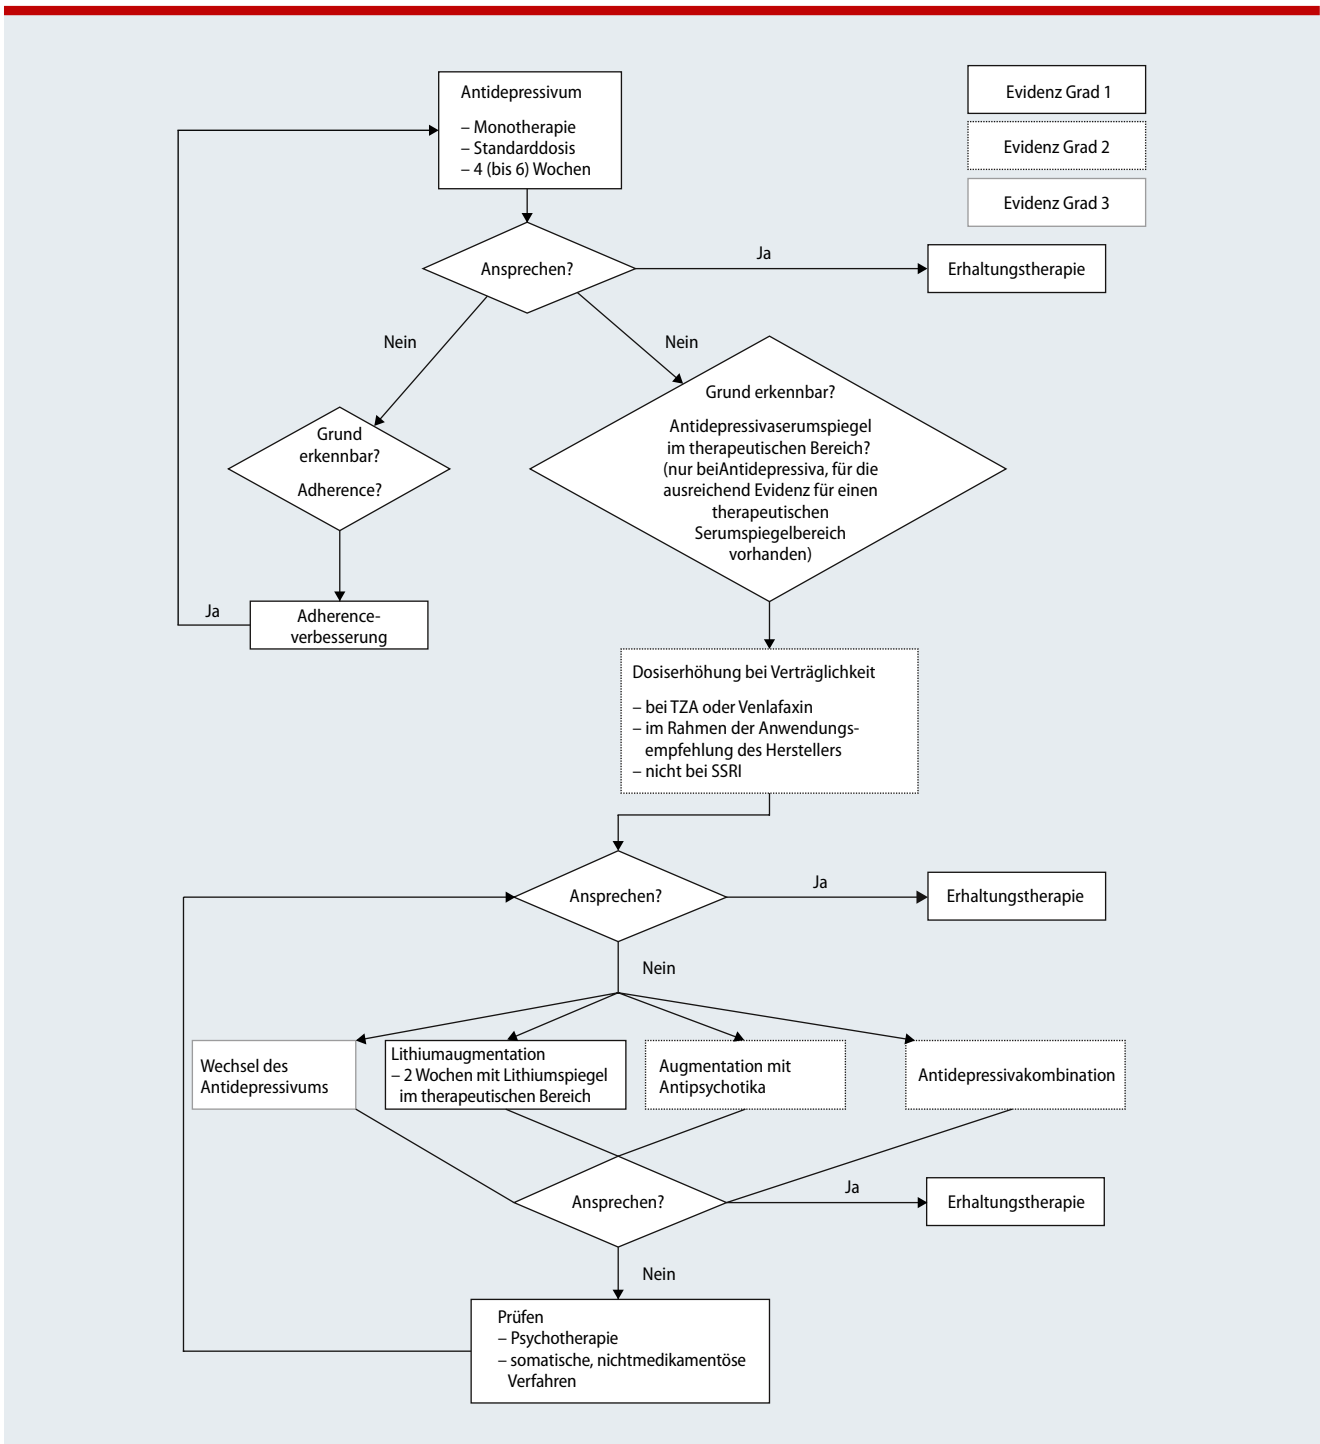 Antidepressivum
– Monotherapie
– Standarddosis
– 4 (bis 6) Wochen
Evidenz Grad 1
Evidenz Grad 2
Evidenz Grad 3
Ansprechen?
Ja
Erhaltungstherapie
Nein
Nein
Grund
erkennbar?
Adherence?
Grund erkennbar?
Antidepressivaserumspiegel
im therapeutischen Bereich?
(nur beiAntidepressiva, für die
ausreichend Evidenz für einen
therapeutischen
Serumspiegelbereich
vorhanden)
Ja
Adherence-
verbesserung
Dosiserhöhung bei Verträglichkeit
– bei TZA oder Venlafaxin
– im Rahmen der Anwendungs-
empfehlung des Herstellers
– nicht bei SSRI
Ansprechen?
Ja
Erhaltungstherapie
Nein
Wechsel des
Antidepressivums
Lithiumaugmentation
– 2 Wochen mit Lithiumspiegel
im therapeutischen Bereich
Augmentation mit
Antipsychotika
Antidepressivakombination
Ansprechen?
Ja
Erhaltungstherapie
Nein
Prüfen
– Psychotherapie
– somatische, nichtmedikamentöse
Verfahren